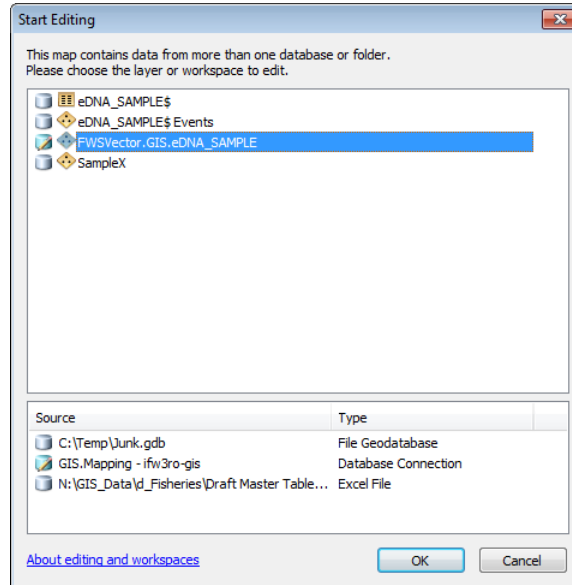 Start Editing
This map contains data from more than one database or folder.
Please choose the layer or workspace to edit.
eDNA_SAMPLE$
eDNA_SAMPLE$ Events
FWSVector.GIS.eDNA_SAMPLE
SampleX
Source Type
C:\Temp\Junk.gdb File Geodatabase
GIS.Mapping - ifw3ro-gis Database Connection
N:\GIS_Data\d_Fisheries\Draft Master Table... Excel File
About editing and workspaces OK Cancel